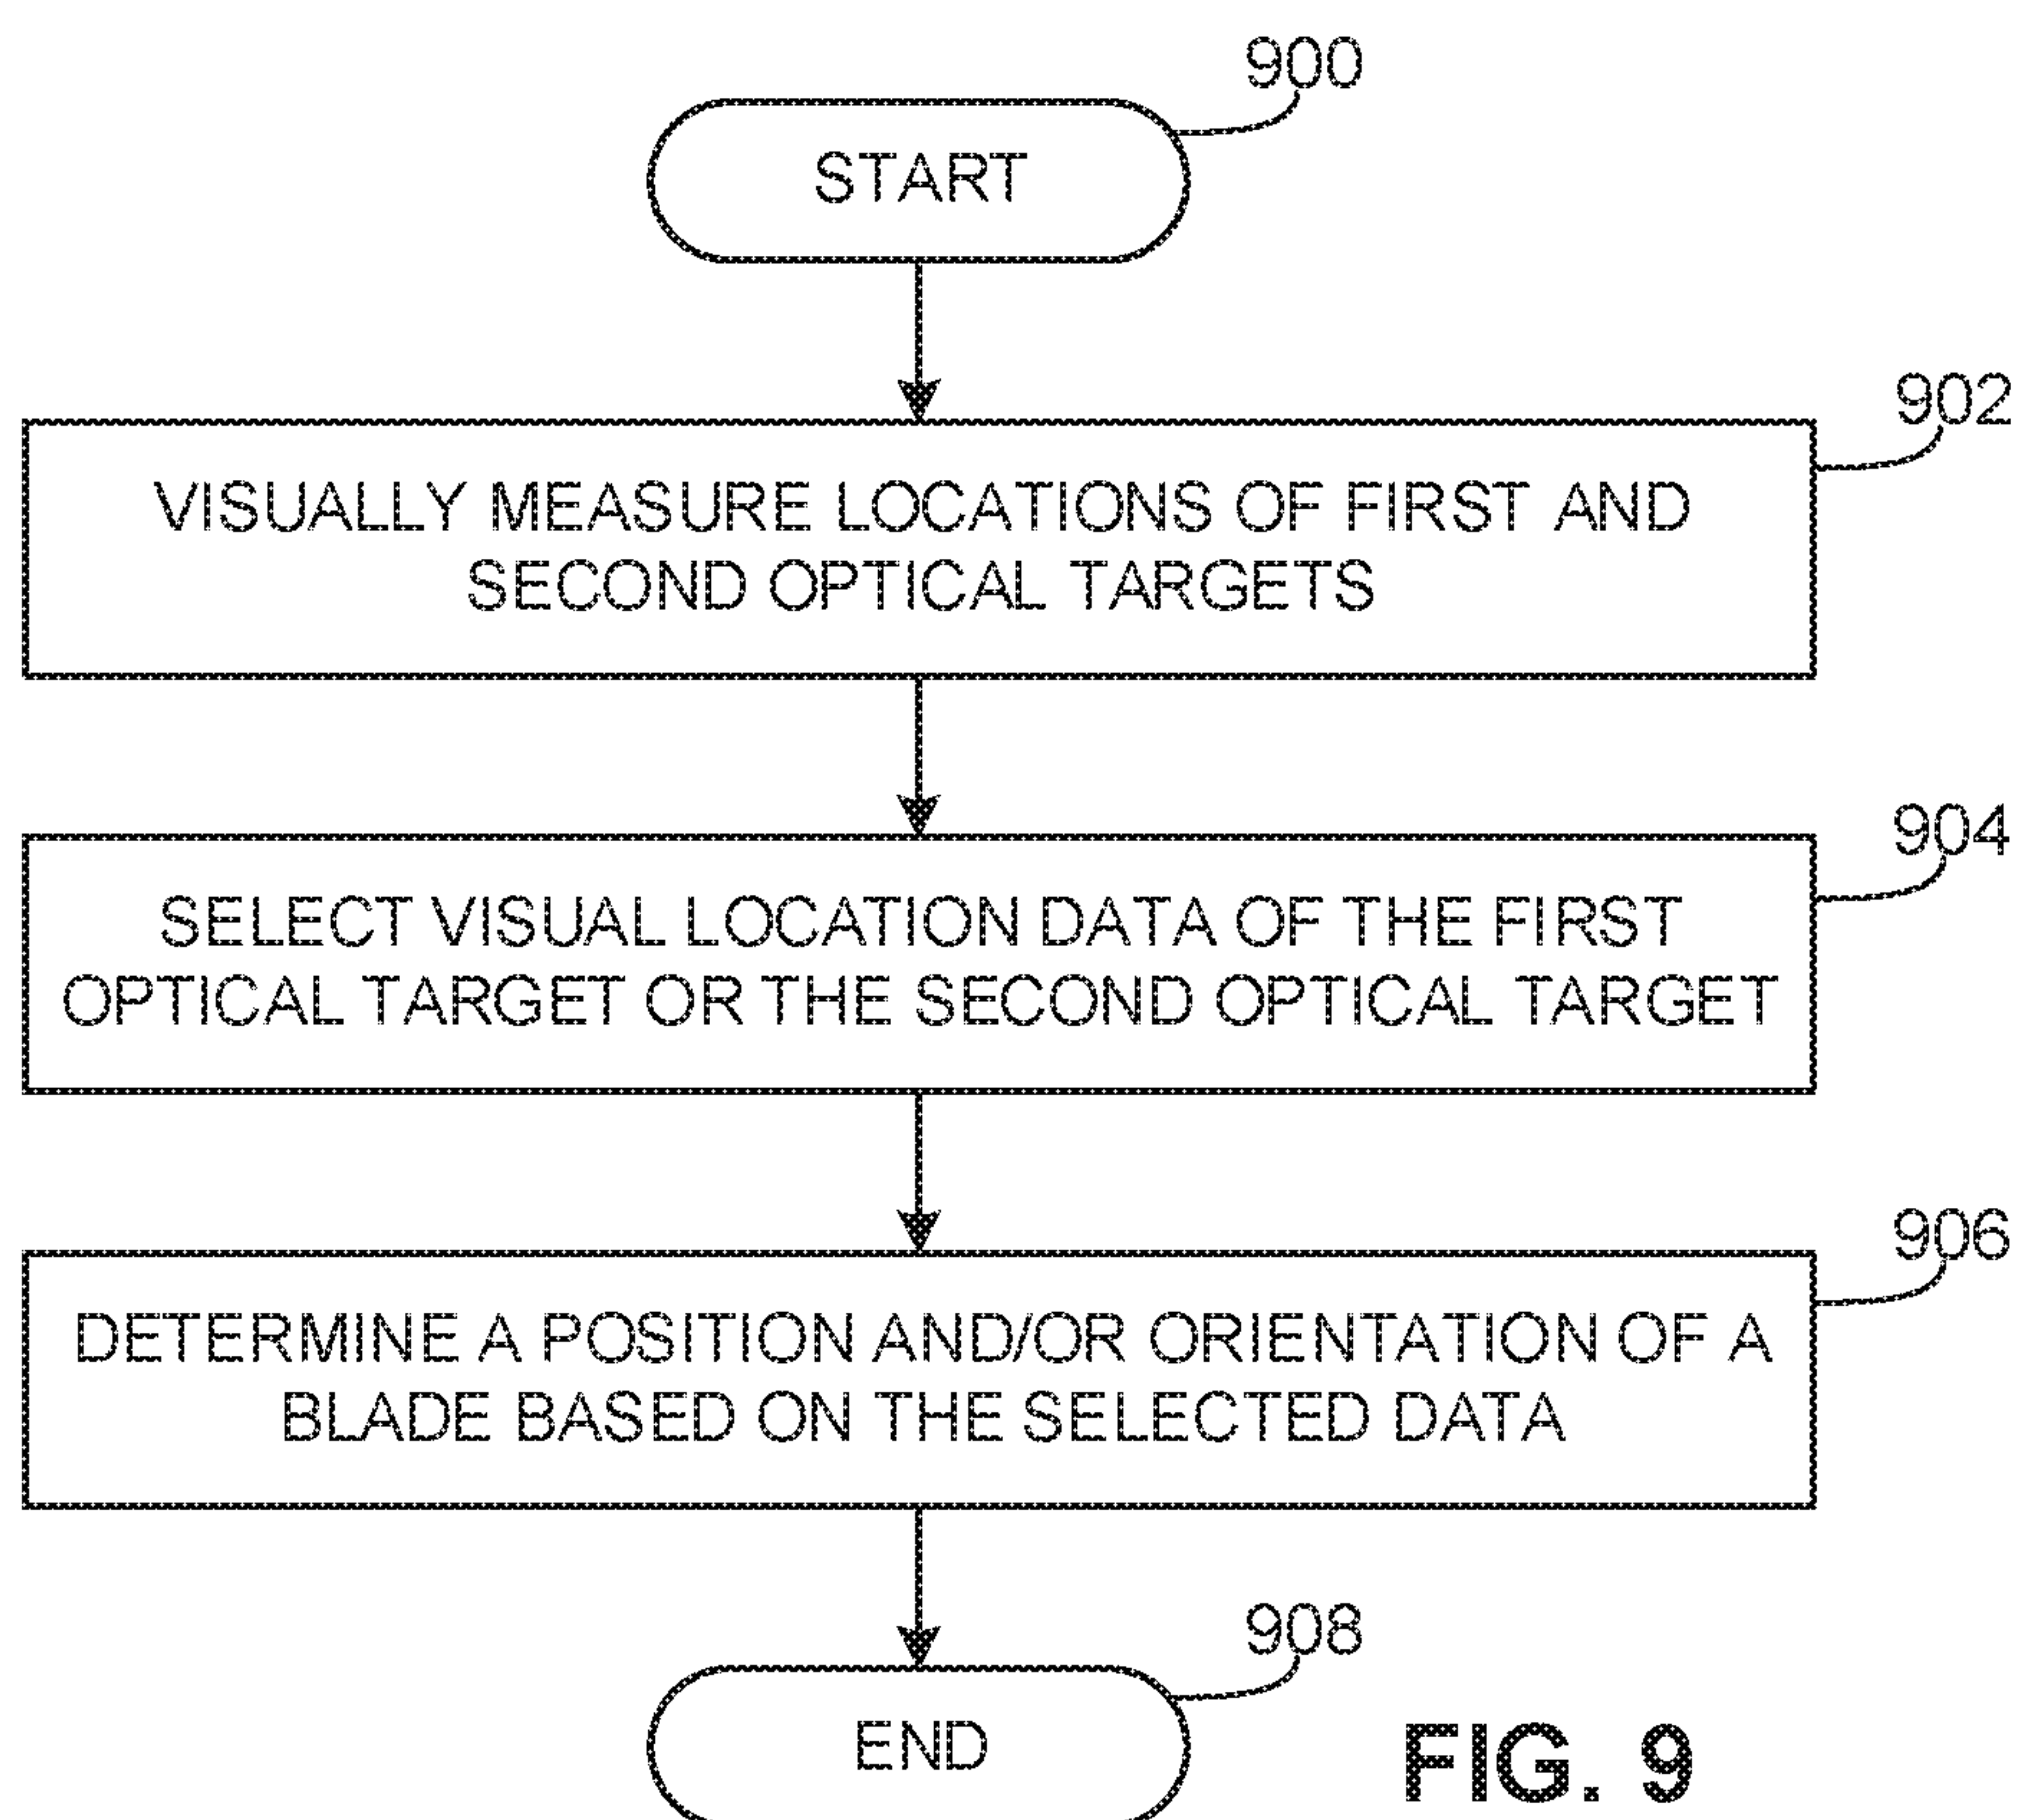 900
START
902
VISUALLY MEASURE LOCATIONS OF FIRST AND
SECOND OPTICAL TARGETS
904
SELECT VISUAL LOCATION DATA OF THE FIRST
OPTICAL TARGET OR THE SECOND OPTICAL TARGET
906
DETERMINE A POSITION AND/OR ORIENTATION OF A
BLADE BASED ON THE SELECTED DATA
908
END
FIG. 9